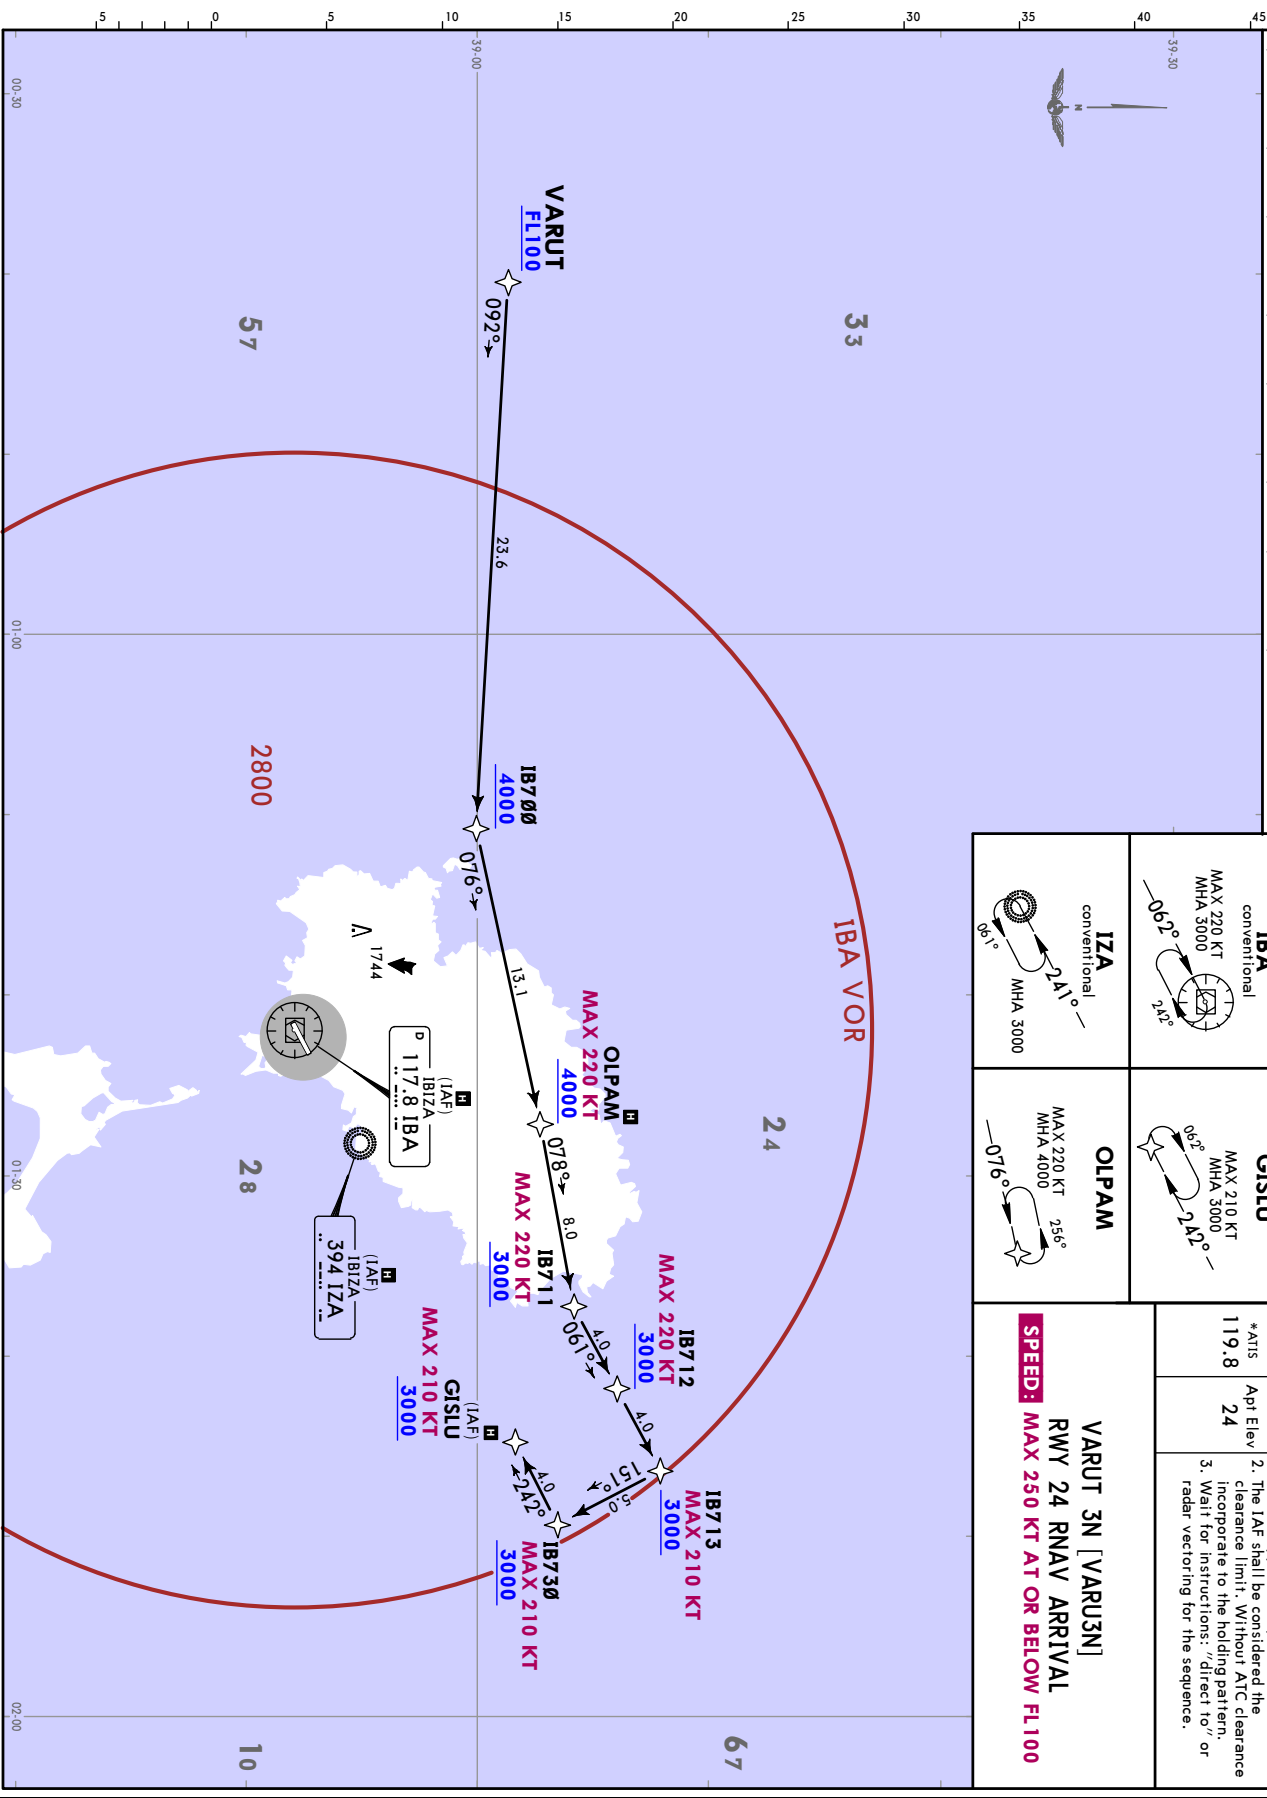 IBA
conventional
MAX 220 KT
MHA 3000
062°
242°
GISLU
MAX 210 KT
MHA 3000
062°
242°
IZA
conventional
241°
061°
MHA 3000
OLPAM
MAX 220 KT
MHA 4000
076°
256°
*ATIS
119.8
Apt Elev
24
2. The IAF shall be considered the
clearance limit. Without ATC clearance
incorporate to the holding pattern.
3. Wait for instructions: "direct to" or
radar vectoring for the sequence.
VARUT 3N [VARU3N]
RWY 24 RNAV ARRIVAL
SPEED: MAX 250 KT AT OR BELOW FL100
39-30
N
33
67
24
IBA VOR
IB713
MAX 210 KT
3000
IB712
MAX 220 KT
3000
OLPAM
H
MAX 220 KT
4000
VARUT
FL100
092°
23.6
IB7ØØ
4000
076°
13.1
078°
8.0
IB711
MAX 220 KT
3000
061°
4.0
4.0
151°
5.0
IB73Ø
MAX 210 KT
3000
242°
4.0
H
(IAF)
GISLU
MAX 210 KT
3000
39-00
H
(IAF)
IBIZA
D 117.8 IBA
H
(IAF)
IBIZA
394 IZA
1744
57
2800
28
10
00-30
01-00
01-30
02-00
5
0
5
10
15
20
25
30
35
40
45